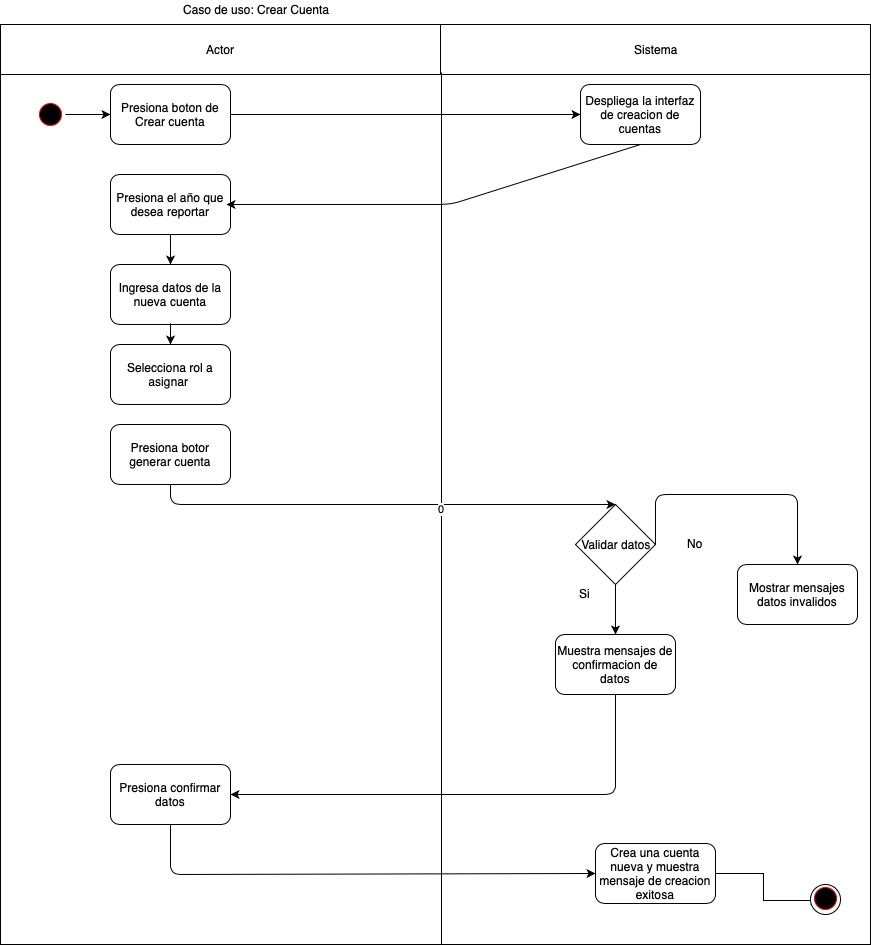 Caso de uso: Crear Cuenta
Actor
Sistema
Presiona boton de
Crear cuenta
Despliega la interfaz
de creacion de
cuentas
Presiona el año que
desea reportar
Ingresa datos de la
nueva cuenta
Selecciona rol a
asignar
Presiona botor
generar cuenta
0
Validar datos
No
Si
Mostrar mensajes
datos invalidos
Muestra mensajes de
confirmacion de
datos
Presiona confirmar
datos
Crea una cuenta
nueva y muestra
mensaje de creacion
exitosa